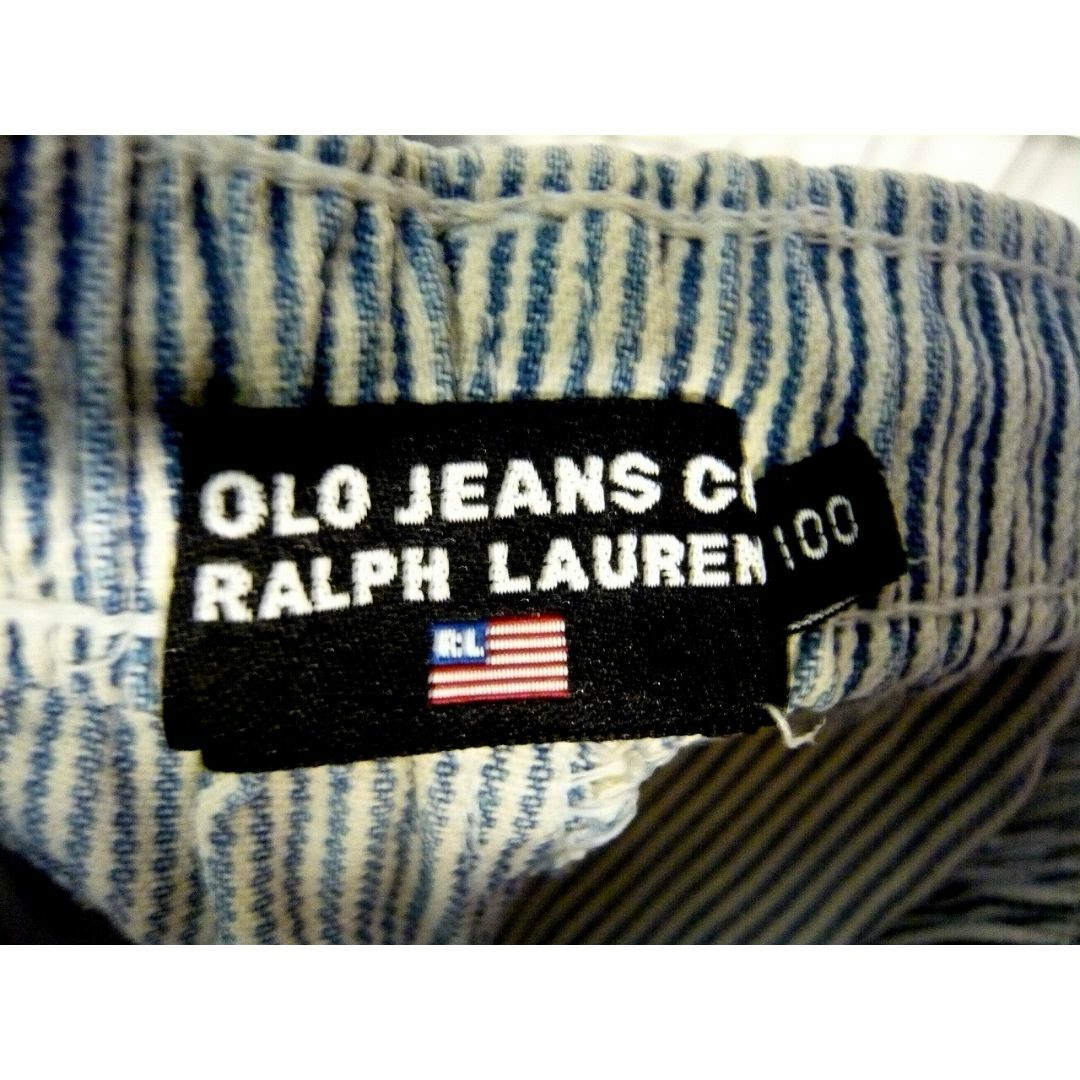 OLO JEANS C
RALPH LAUREN
100
R.L.